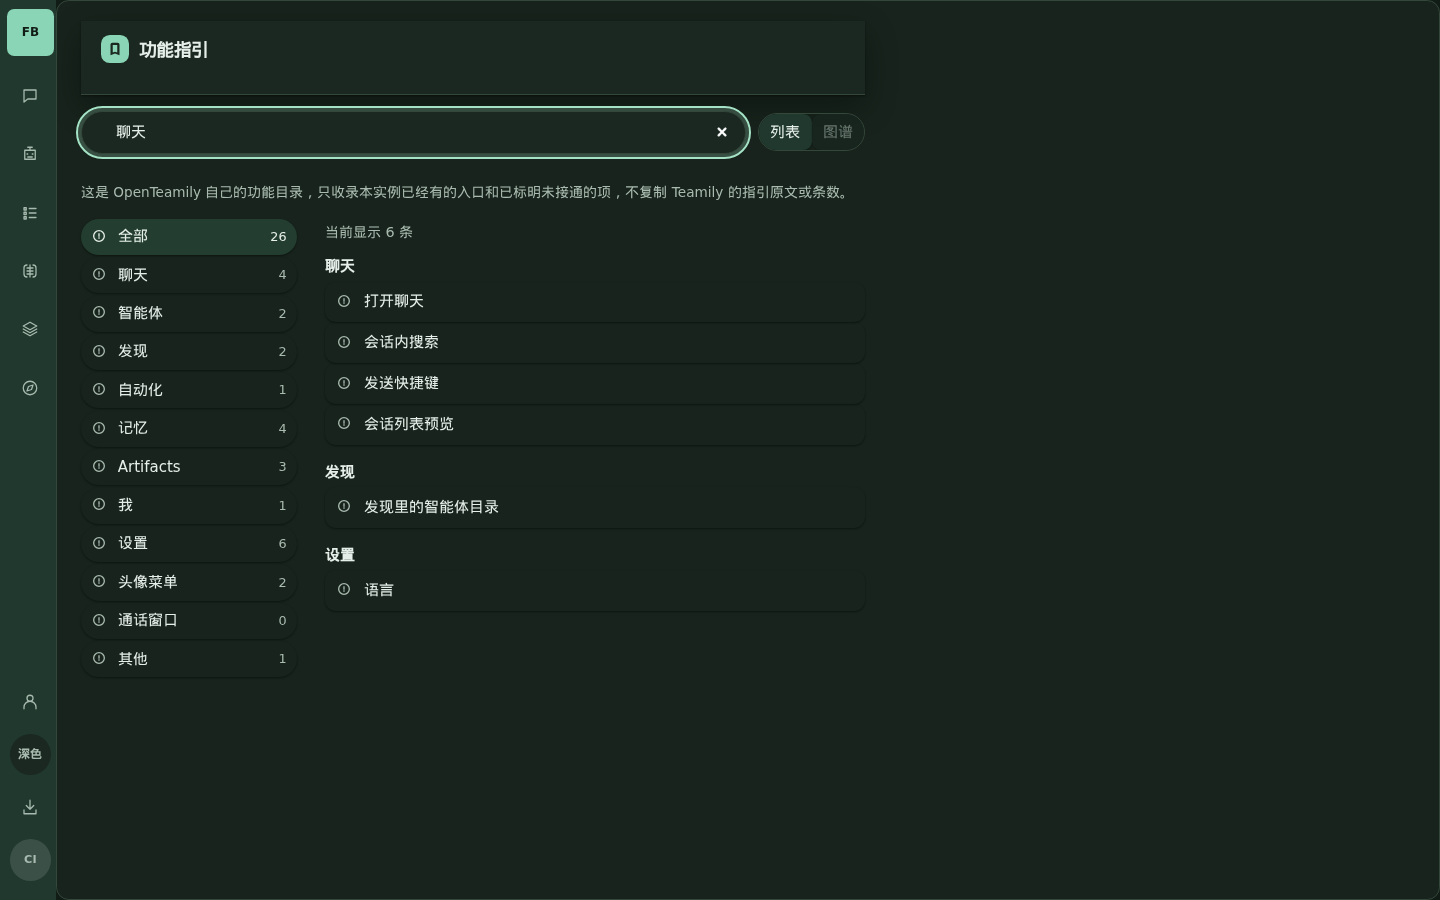 FB
功能指引
聊天
列表
图谱
这是 OpenTeamily 自己的功能目录，只收录本实例已经有的入口和已标明未接通的项，不复制 Teamily 的指引原文或条数。
全部 26
聊天 4
智能体 2
发现 2
自动化 1
记忆 4
Artifacts 3
我 1
设置 6
头像菜单 2
通话窗口 0
其他 1
当前显示 6 条
聊天
打开聊天
会话内搜索
发送快捷键
会话列表预览
发现
发现里的智能体目录
设置
语言
深色
CI